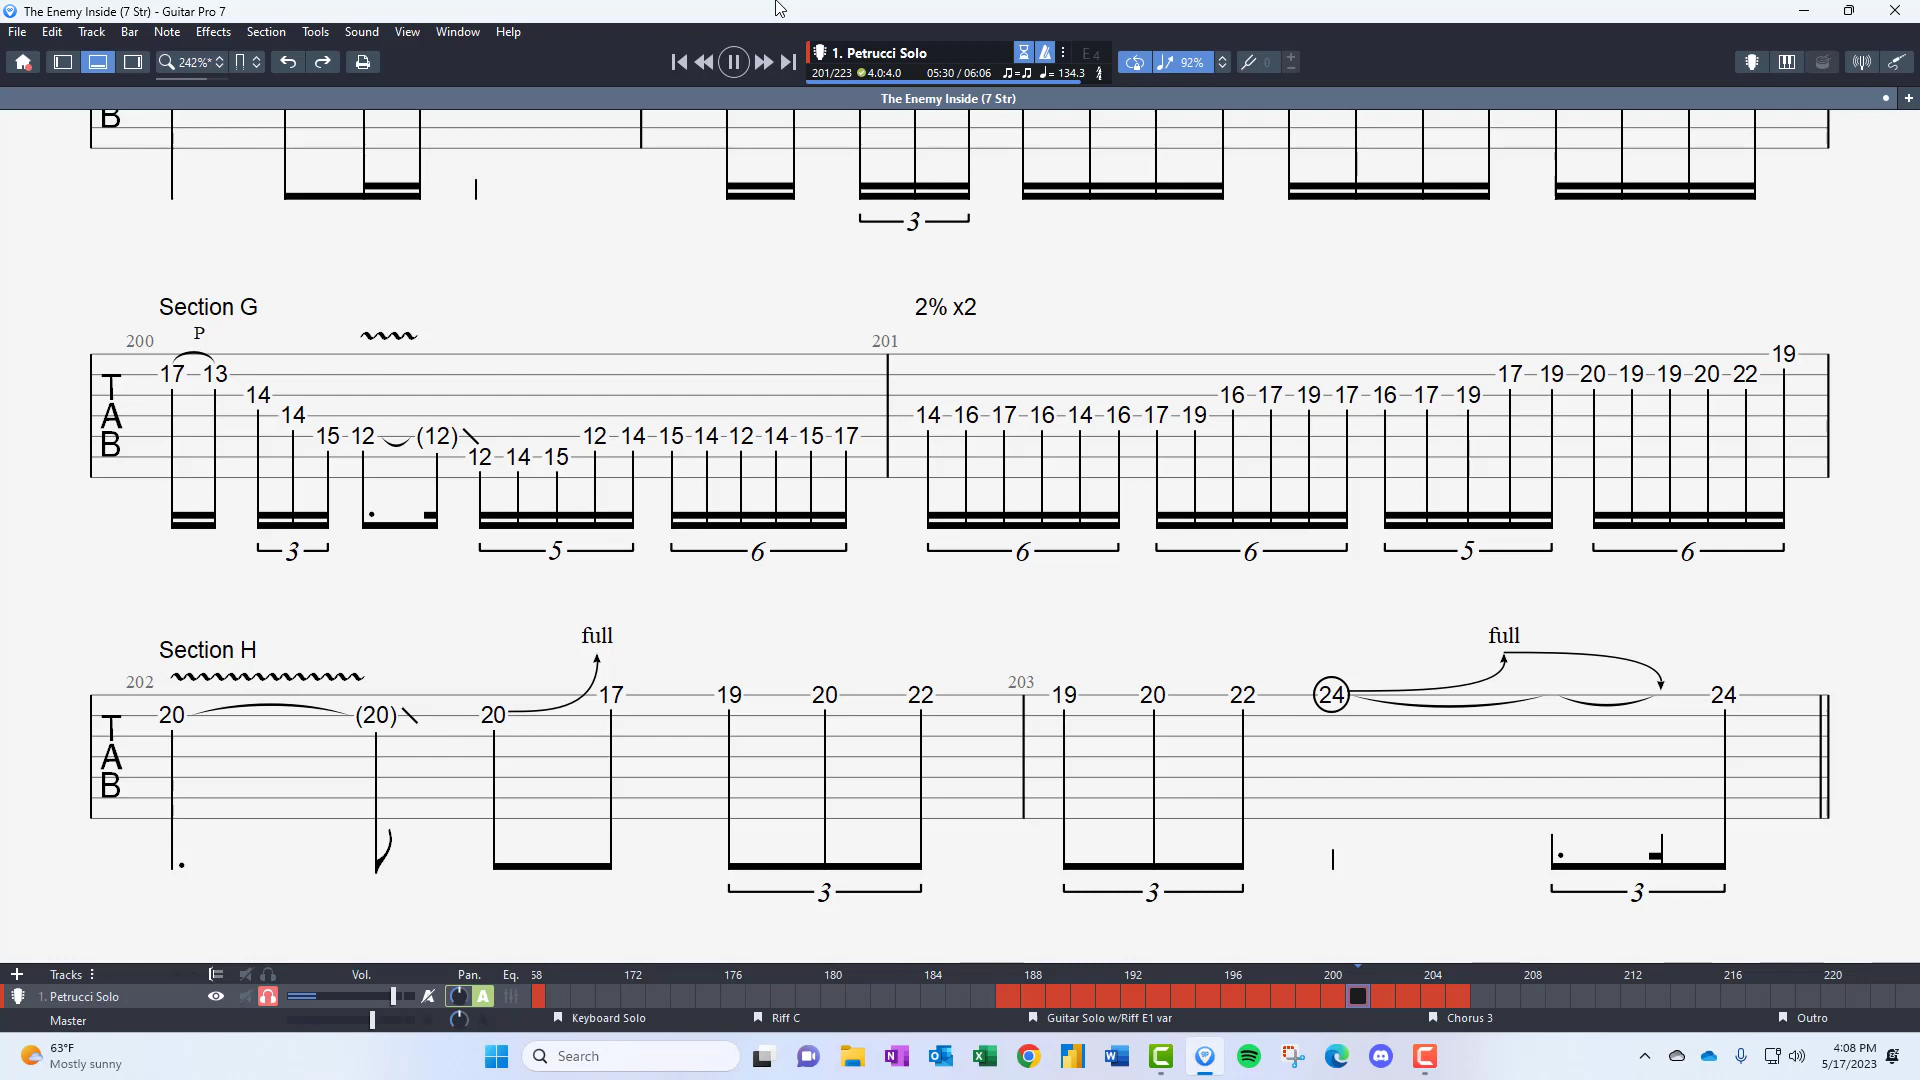 The Enemy Inside (7 Str) - Guitar Pro 7
File Edit Track Bar Note Effects Section Tools Sound View Window Help
242%* 1. Petrucci Solo E4 92% 0
201/223 4.0:4.0 05:30 / 06:06 = 134.3
The Enemy Inside (7 Str)
B
3
Section G 2% x2
P
200 201
19
17 13 17 19 20 19 19 20 22
14 16 17 19 17 16 17 19
14 14 16 17 16 14 16 17 19
15 12 (12) 12 14 15 14 12 14 15 17
12 14 15
TAB
3 5 6 6 6 5 6
full full
Section H
202 203
17 19 20 22 19 20 22 24 24
20 (20) 20
TAB
3 3 3
Tracks Vol. Pan. Eq. 68 172 176 180 184 188 192 196 200 204 208 212 216 220
1. Petrucci Solo A
Master Keyboard Solo Riff C Guitar Solo w/Riff E1 var Chorus 3 Outro
63°F
Mostly sunny
Search
4:08 PM
5/17/2023